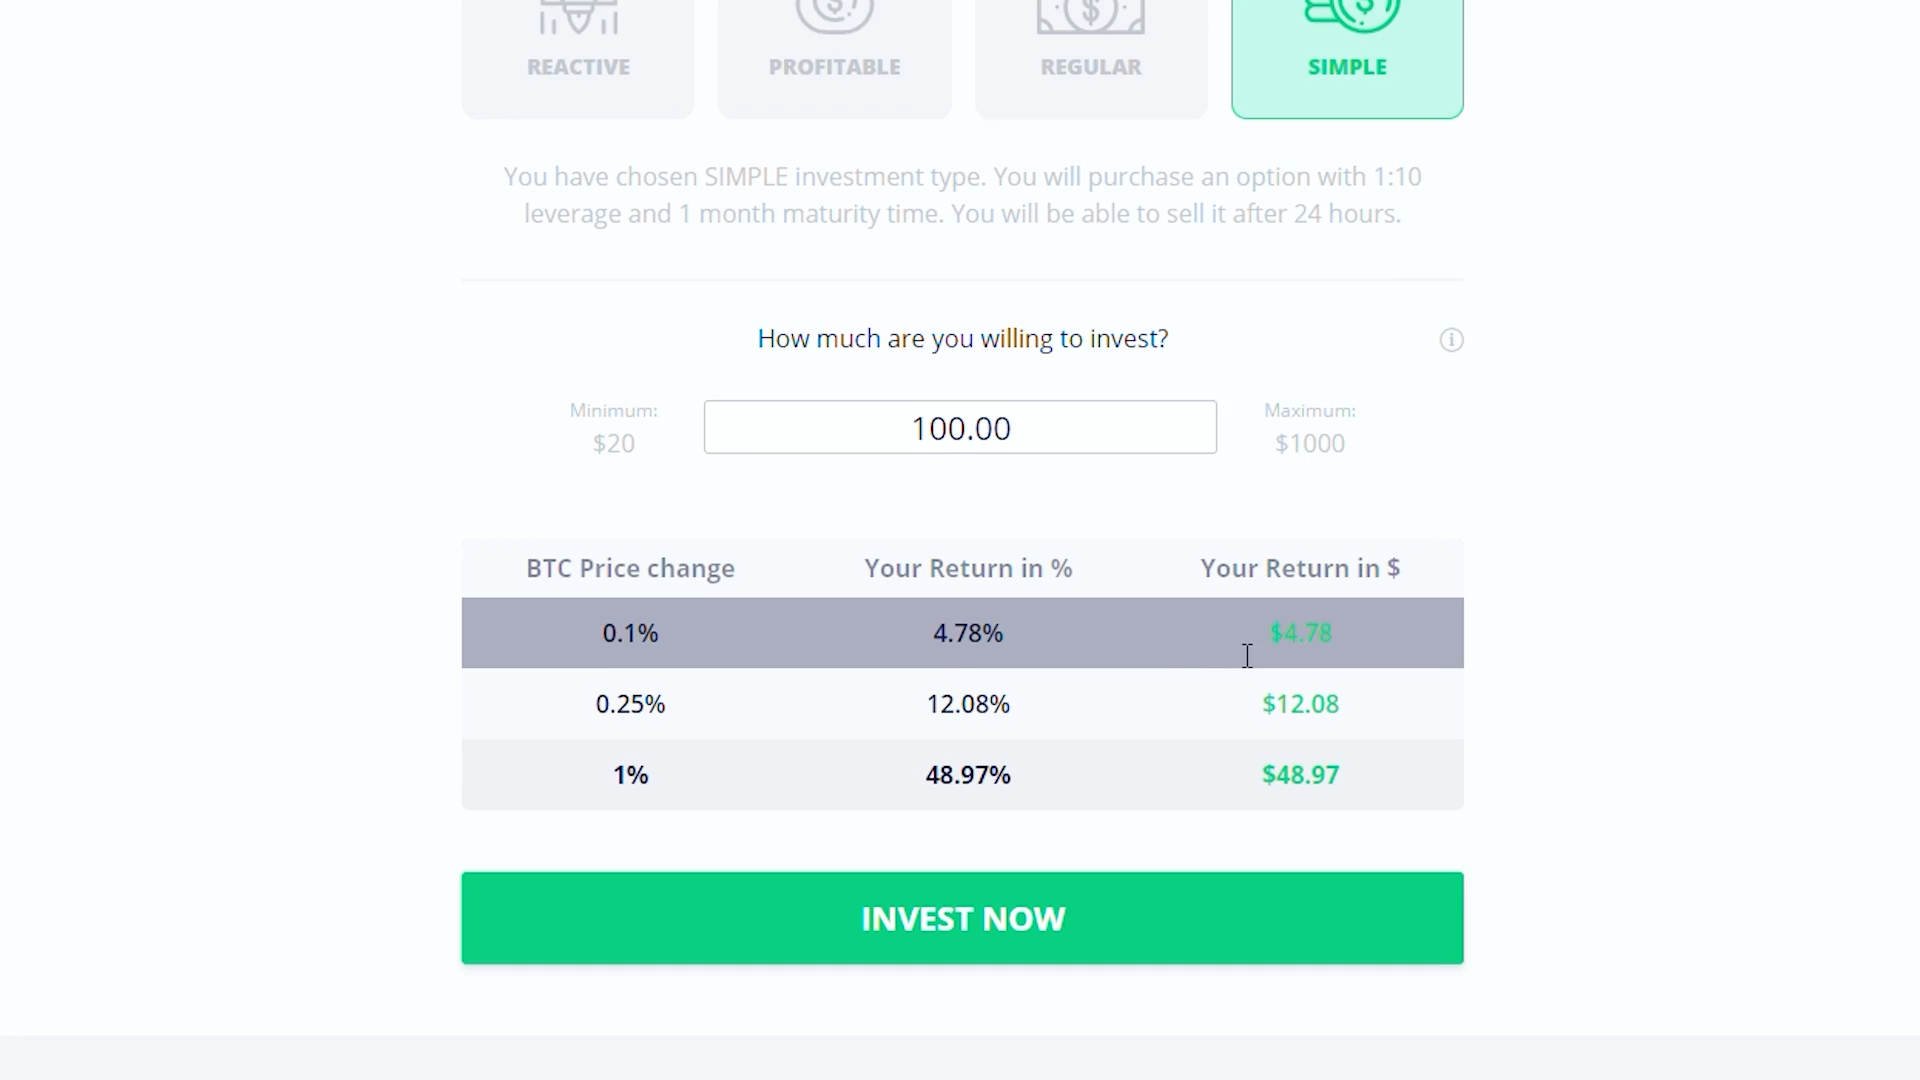 REACTIVE
PROFITABLE
REGULAR
SIMPLE
You have chosen SIMPLE investment type. You will purchase an option with 1:10
leverage and 1 month maturity time. You will be able to sell it after 24 hours.
How much are you willing to invest?
Minimum:
$20
100.00
Maximum:
$1000
BTC Price change Your Return in % Your Return in $
0.1% 4.78% $4.78
0.25% 12.08% $12.08
1% 48.97% $48.97
INVEST NOW